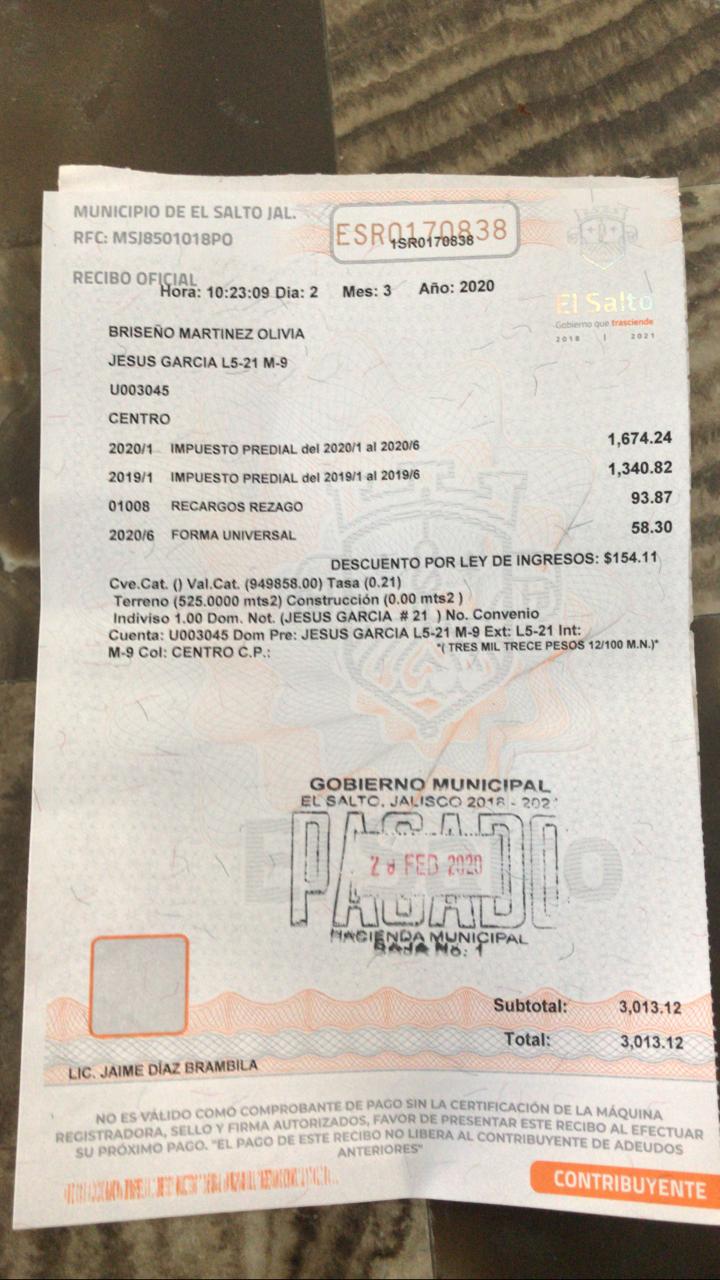 MUNICIPIO DE EL SALTO JAL.
RFC: MSJ8501018PO
ESR0170838
1SR0170838
RECIBO OFICIAL
Hora: 10:23:09 Dia: 2 Mes: 3 Año: 2020
El Salto
Gobierno que trasciende
2018 | 2021
BRISEÑO MARTINEZ OLIVIA
JESUS GARCIA L5-21 M-9
U003045
CENTRO
2020/1 IMPUESTO PREDIAL del 2020/1 al 2020/6 1,674.24
2019/1 IMPUESTO PREDIAL del 2019/1 al 2019/6 1,340.82
01008 RECARGOS REZAGO 93.87
2020/6 FORMA UNIVERSAL 58.30
DESCUENTO POR LEY DE INGRESOS: $154.11
Cve.Cat. () Val.Cat. (949858.00) Tasa (0.21)
Terreno (525.0000 mts2) Construcción (0.00 mts2 )
Indiviso 1.00 Dom. Not. (JESUS GARCIA # 21 ) No. Convenio
Cuenta: U003045 Dom Pre: JESUS GARCIA L5-21 M-9 Ext: L5-21 Int:
M-9 Col: CENTRO C.P.: *( TRES MIL TRECE PESOS 12/100 M.N.)*
GOBIERNO MUNICIPAL
EL SALTO, JALISCO 2018 - 2021
PAGADO
FEB 2020
HACIENDA MUNICIPAL
CAJA No. 1
Subtotal: 3,013.12
Total: 3,013.12
LIC. JAIME DÍAZ BRAMBILA
NO ES VÁLIDO COMO COMPROBANTE DE PAGO SIN LA CERTIFICACIÓN DE LA MÁQUINA
REGISTRADORA, SELLO Y FIRMA AUTORIZADOS, FAVOR DE PRESENTAR ESTE RECIBO AL EFECTUAR
SU PRÓXIMO PAGO. "EL PAGO DE ESTE RECIBO NO LIBERA AL CONTRIBUYENTE DE ADEUDOS
ANTERIORES"
CONTRIBUYENTE